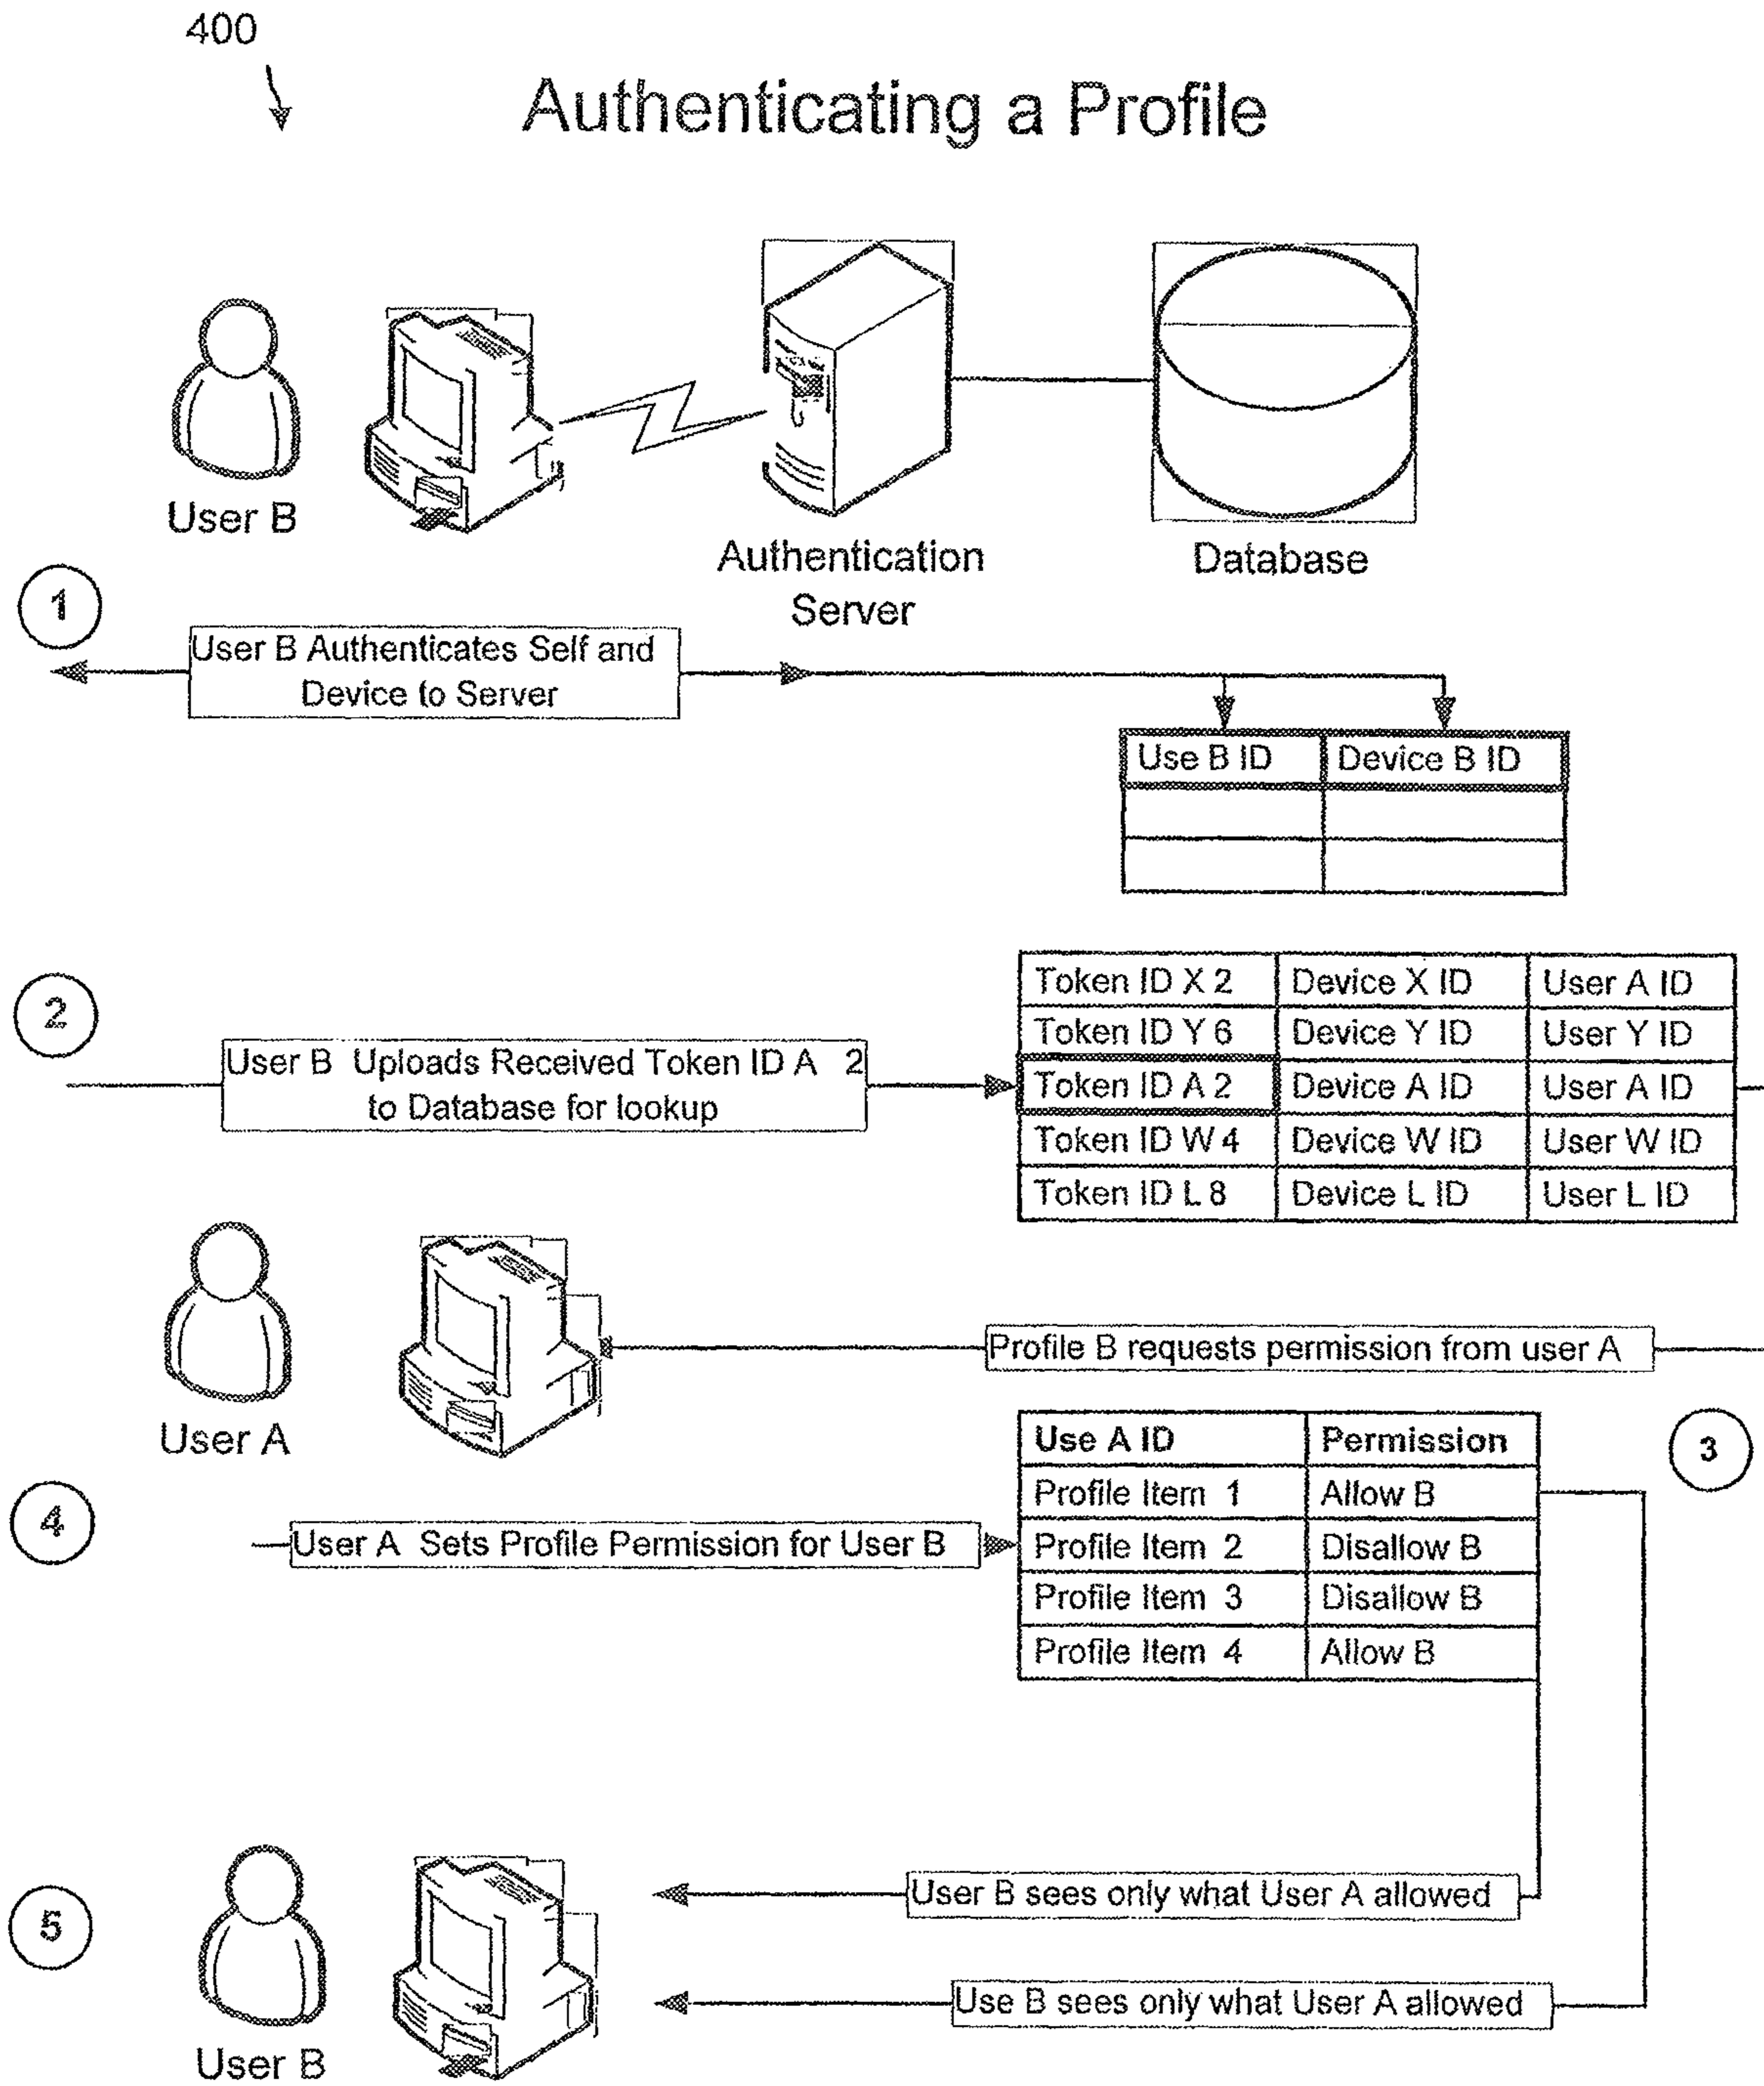 400
Authenticating a Profile
User B
Authentication
Server
Database
1
User B Authenticates Self and
Device to Server
Use B ID Device B ID
2
User B Uploads Received Token ID A 2
to Database for lookup
Token ID X 2 Device X ID User A ID
Token ID Y 6 Device Y ID User Y ID
Token ID A 2 Device A ID User A ID
Token ID W 4 Device W ID User W ID
Token ID L 8 Device L ID User L ID
User A
Profile B requests permission from user A
3
4
User A Sets Profile Permission for User B
Use A ID Permission
Profile Item 1 Allow B
Profile Item 2 Disallow B
Profile Item 3 Disallow B
Profile Item 4 Allow B
5
User B
User B sees only what User A allowed
Use B sees only what User A allowed